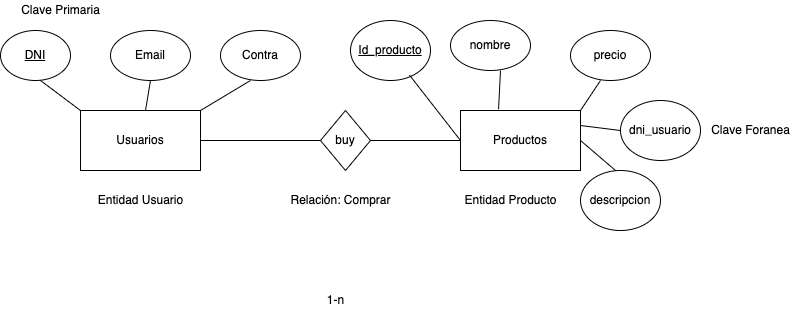 Clave Primaria
DNI
Email
Contra
Id_producto
nombre
precio
Usuarios
buy
Productos
dni_usuario
Clave Foranea
Entidad Usuario
Relación: Comprar
Entidad Producto
descripcion
1-n